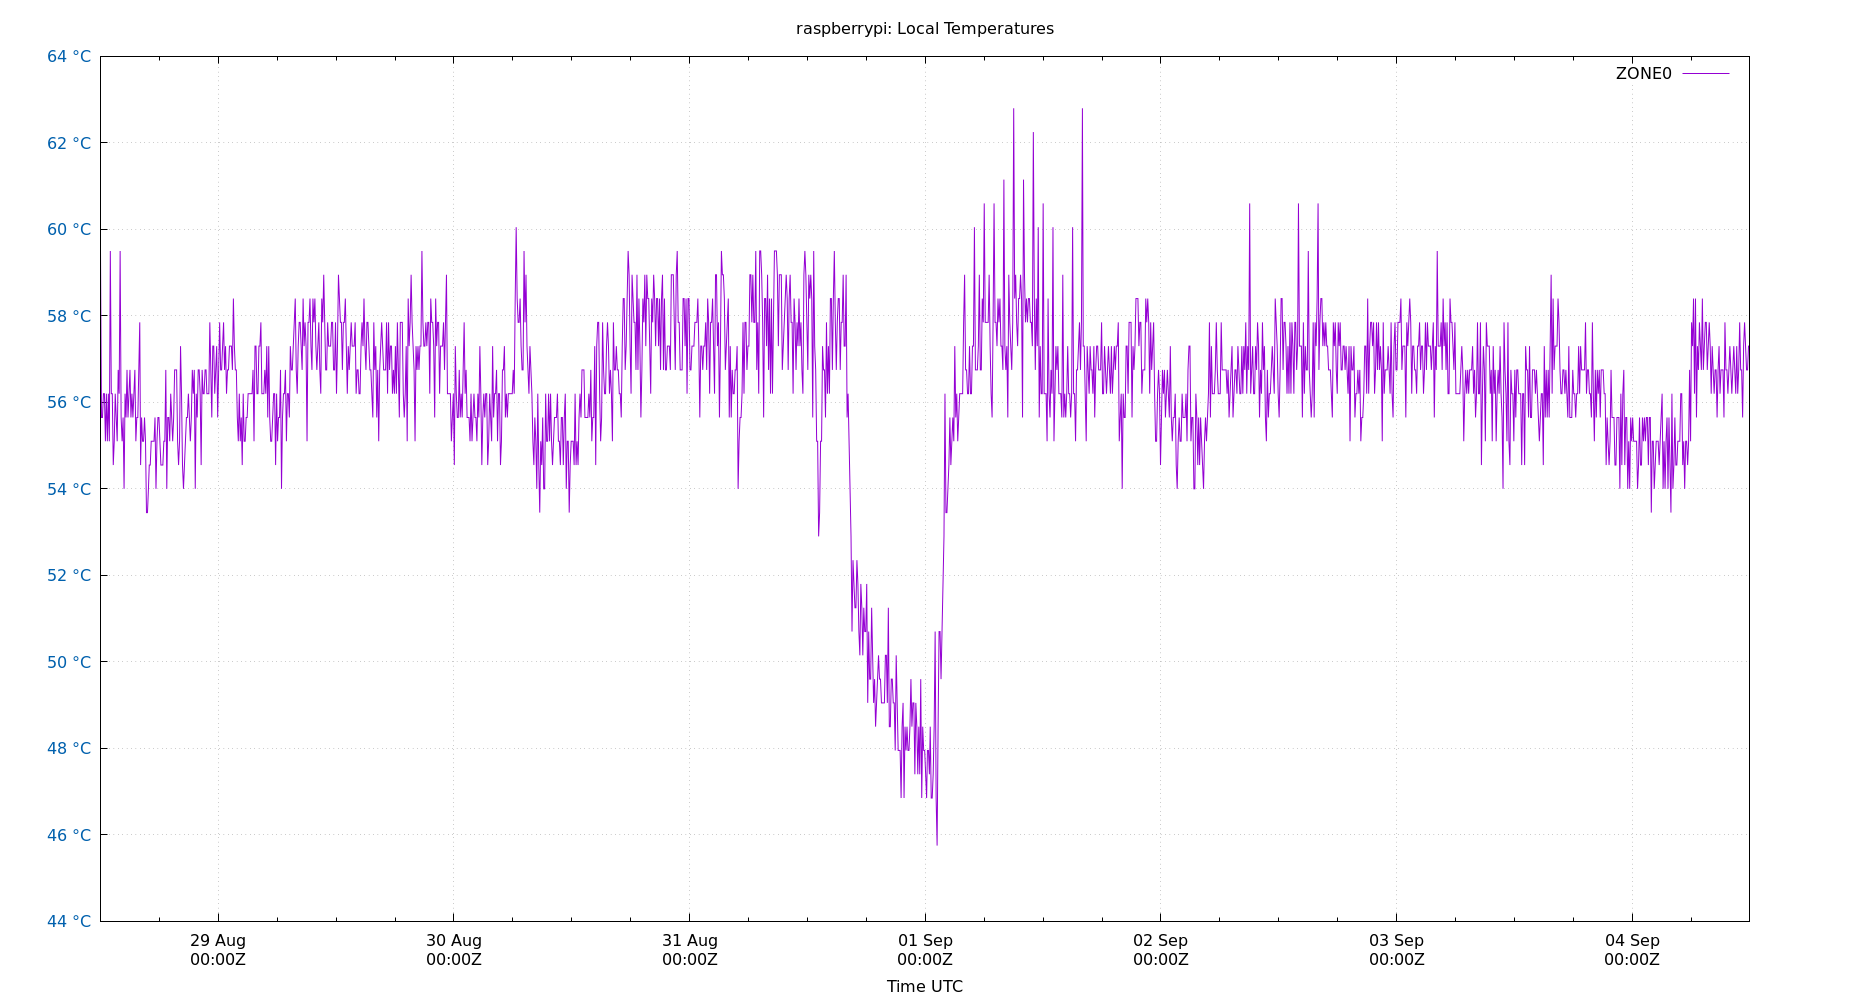 raspberrypi: Local Temperatures
64 °C
ZONE0
62 °C
60 °C
58 °C
56 °C
54 °C
52 °C
50 °C
48 °C
46 °C
44 °C
29 Aug 30 Aug 31 Aug 01 Sep 02 Sep 03 Sep 04 Sep
00:00Z 00:00Z 00:00Z 00:00Z 00:00Z 00:00Z 00:00Z
Time UTC